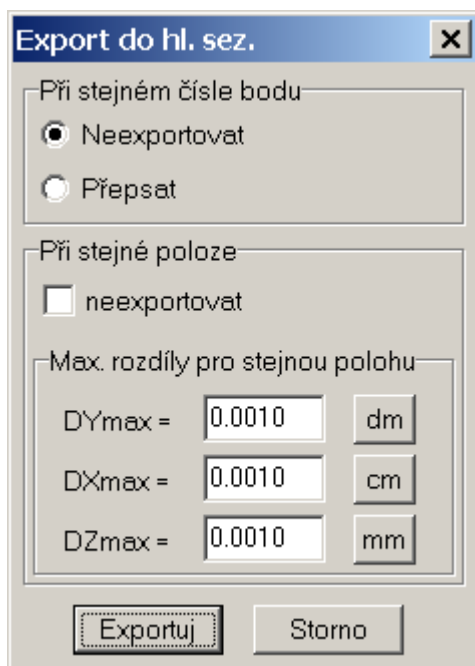 Export do hl. sez.
Při stejném čísle bodu
Neexportovat
Přepsat
Při stejné poloze
neexportovat
Max. rozdíly pro stejnou polohu
DYmax = 0.0010 dm
DXmax = 0.0010 cm
DZmax = 0.0010 mm
Exportuj Storno